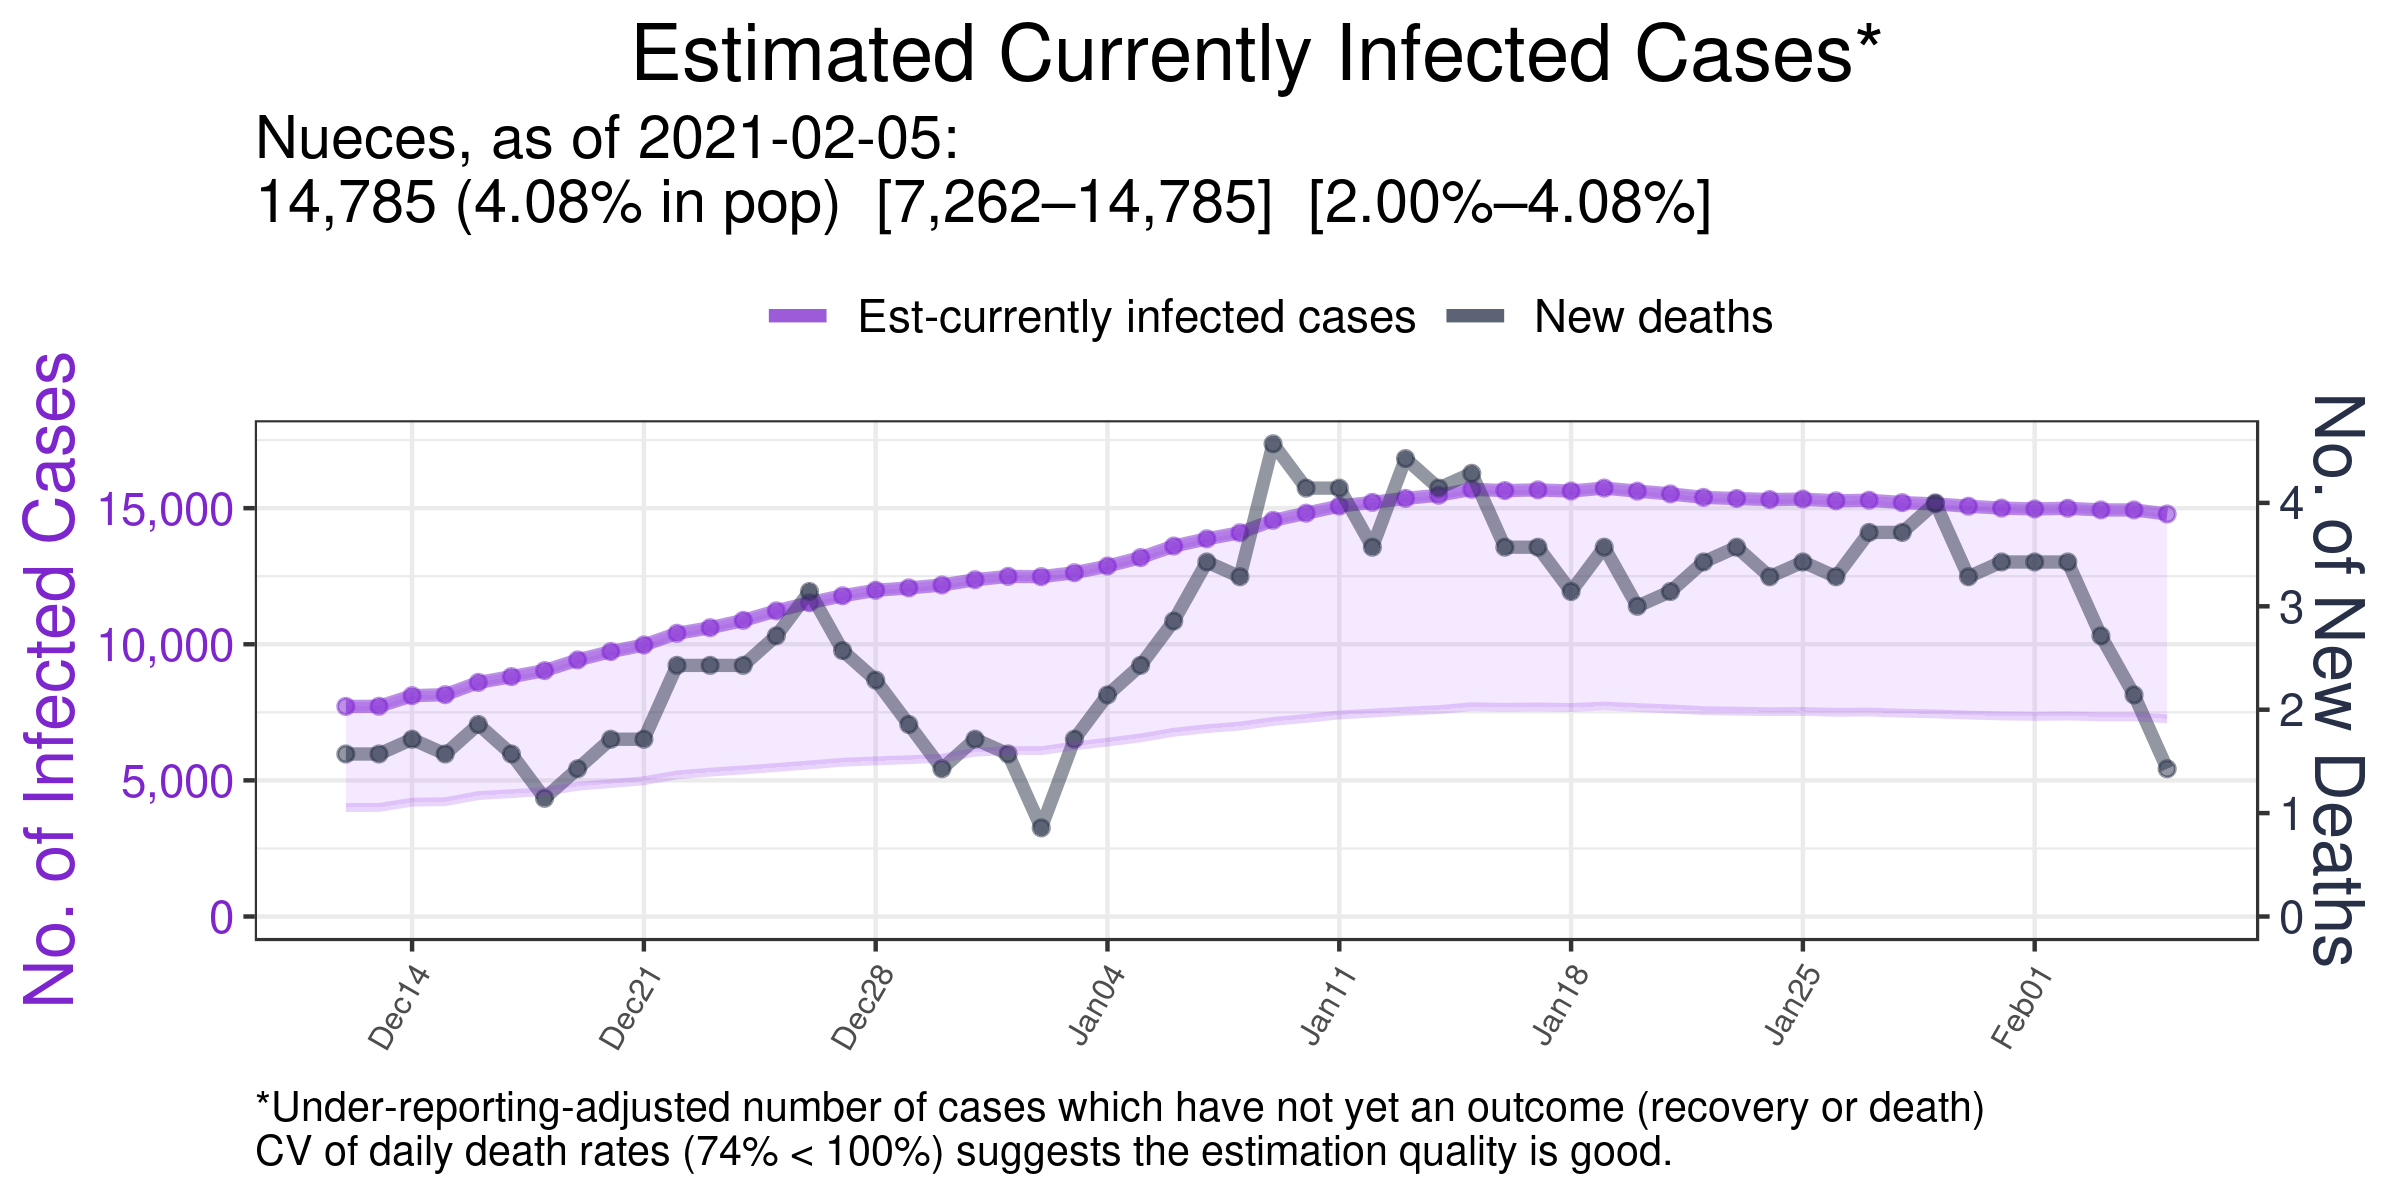 Estimated Currently Infected Cases*
Nueces, as of 2021-02-05:
14,785 (4.08% in pop)  [7,262–14,785]  [2.00%–4.08%]
Est-currently infected cases
New deaths
No. of Infected Cases
15,000
10,000
5,000
0
4
3
2
1
0
No. of New Deaths
Dec14
Dec21
Dec28
Jan04
Jan11
Jan18
Jan25
Feb01
*Under-reporting-adjusted number of cases which have not yet an outcome (recovery or death)
CV of daily death rates (74% < 100%) suggests the estimation quality is good.